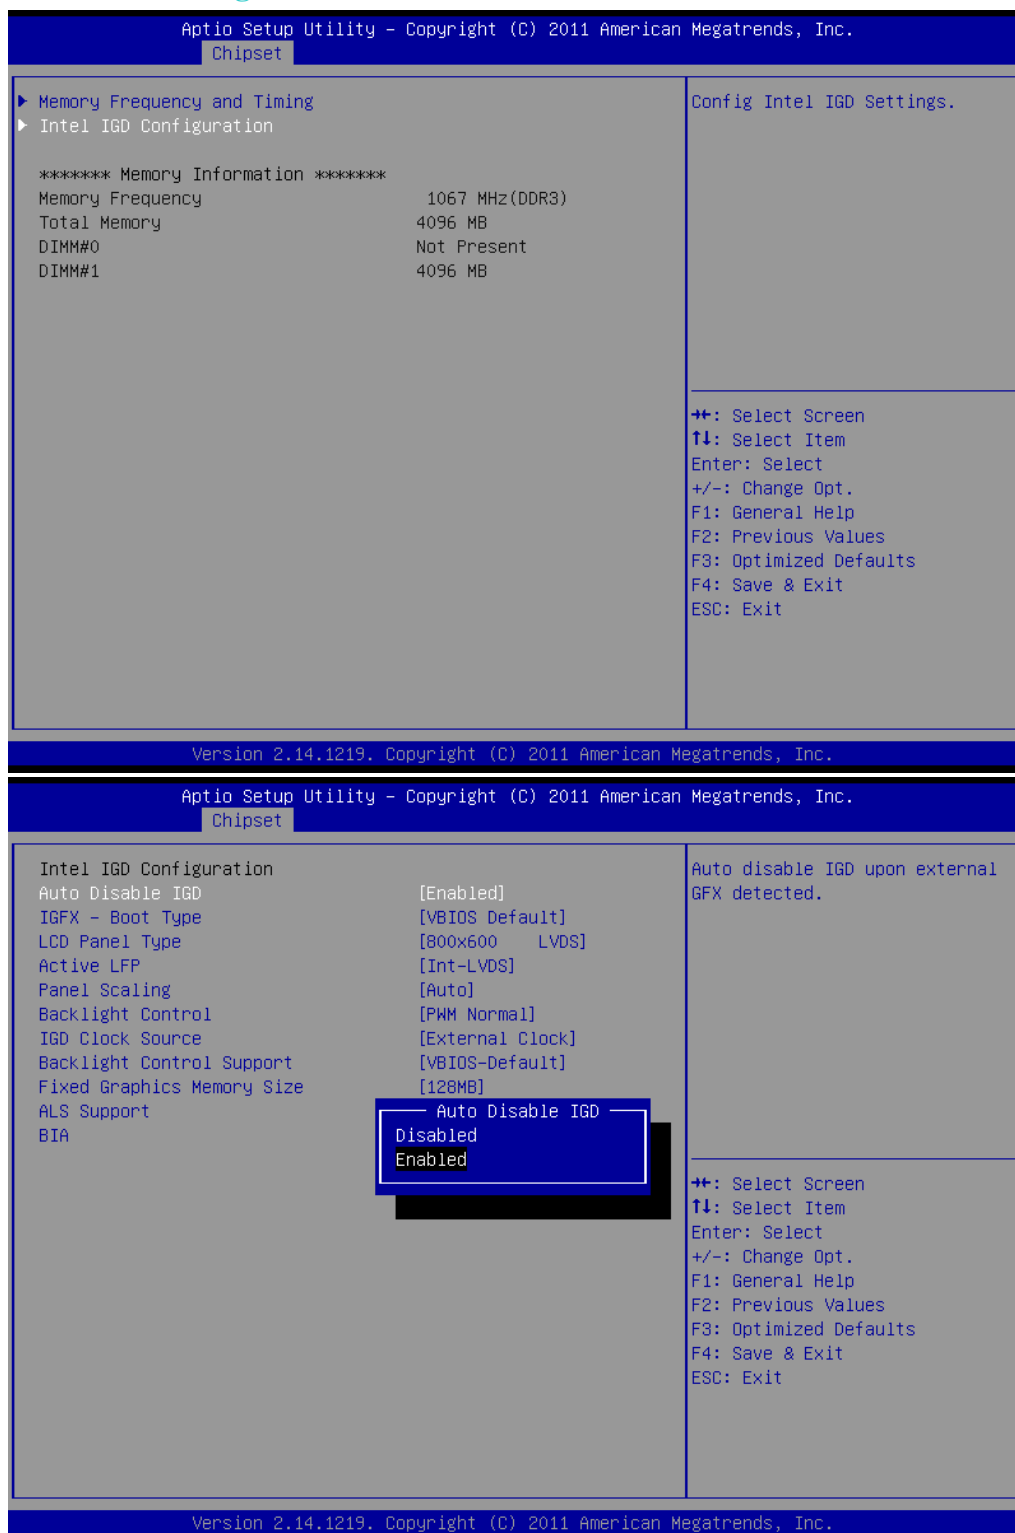 Aptio Setup Utility – Copyright (C) 2011 American Megatrends, Inc.
Chipset
Memory Frequency and Timing
Intel IGD Configuration
******* Memory Information *******
Memory Frequency 1067 MHz(DDR3)
Total Memory 4096 MB
DIMM#0 Not Present
DIMM#1 4096 MB
Config Intel IGD Settings.
→←: Select Screen
↑↓: Select Item
Enter: Select
+/-: Change Opt.
F1: General Help
F2: Previous Values
F3: Optimized Defaults
F4: Save & Exit
ESC: Exit
Version 2.14.1219. Copyright (C) 2011 American Megatrends, Inc.
Aptio Setup Utility – Copyright (C) 2011 American Megatrends, Inc.
Chipset
Intel IGD Configuration
Auto Disable IGD [Enabled]
IGFX – Boot Type [VBIOS Default]
LCD Panel Type [800x600 LVDS]
Active LFP [Int-LVDS]
Panel Scaling [Auto]
Backlight Control [PWM Normal]
IGD Clock Source [External Clock]
Backlight Control Support [VBIOS-Default]
Fixed Graphics Memory Size [128MB]
ALS Support
BIA
Auto Disable IGD
Disabled
Enabled
Auto disable IGD upon external
GFX detected.
→←: Select Screen
↑↓: Select Item
Enter: Select
+/-: Change Opt.
F1: General Help
F2: Previous Values
F3: Optimized Defaults
F4: Save & Exit
ESC: Exit
Version 2.14.1219. Copyright (C) 2011 American Megatrends, Inc.